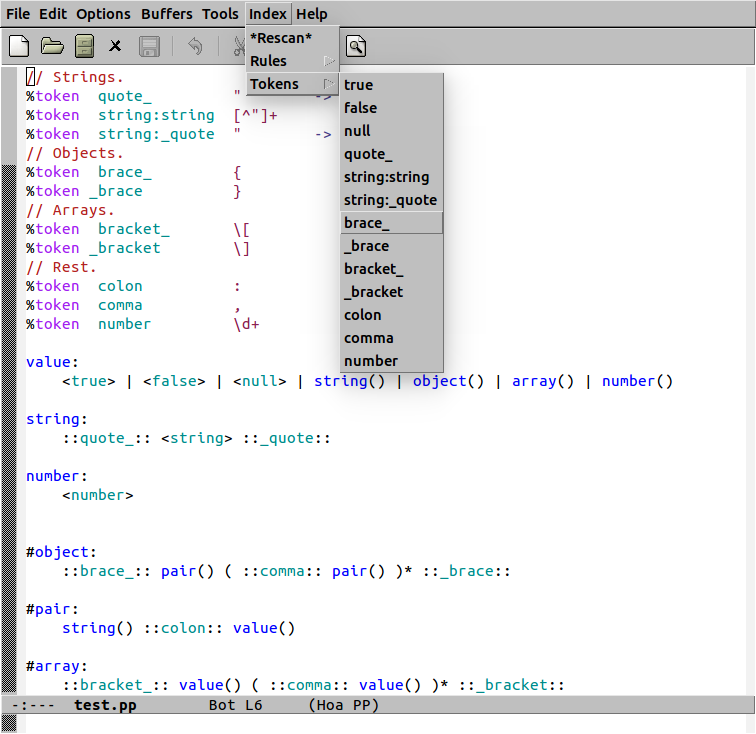 File Edit Options Buffers Tools Index Help
*Rescan*
Rules
Tokens
true
false
null
quote_
string:string
string:_quote
brace_
_brace
bracket_
_bracket
colon
comma
number
// Strings.
%token  quote_         "        ->
%token  string:string  [^"]+
%token  string:_quote  "        ->
// Objects.
%token  brace_         {
%token _brace          }
// Arrays.
%token  bracket_       \[
%token _bracket        \]
// Rest.
%token  colon          :
%token  comma          ,
%token  number         \d+
value:
    <true> | <false> | <null> | string() | object() | array() | number()
string:
    ::quote_:: <string> ::_quote::
number:
    <number>
#object:
    ::brace_:: pair() ( ::comma:: pair() )* ::_brace::
#pair:
    string() ::colon:: value()
#array:
    ::bracket_:: value() ( ::comma:: value() )* ::_bracket::
-:---  test.pp        Bot L6     (Hoa PP)